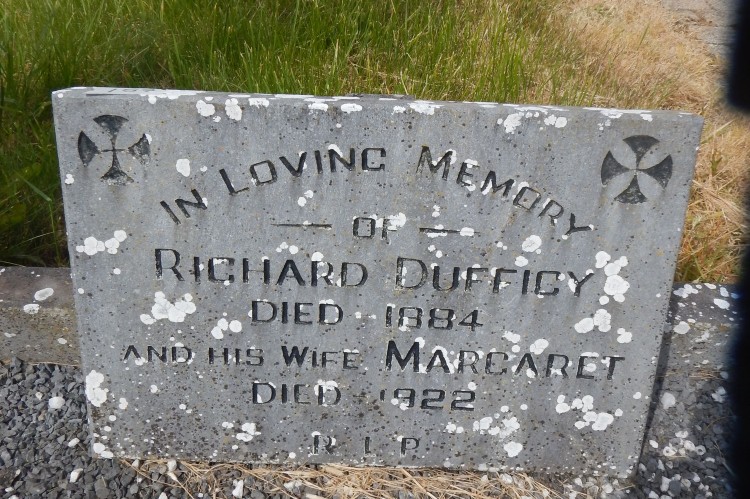 IN LOVING MEMORY
— OF —
RICHARD DUFFICY
DIED 1884
AND HIS WIFE MARGARET
DIED 1922
R I P